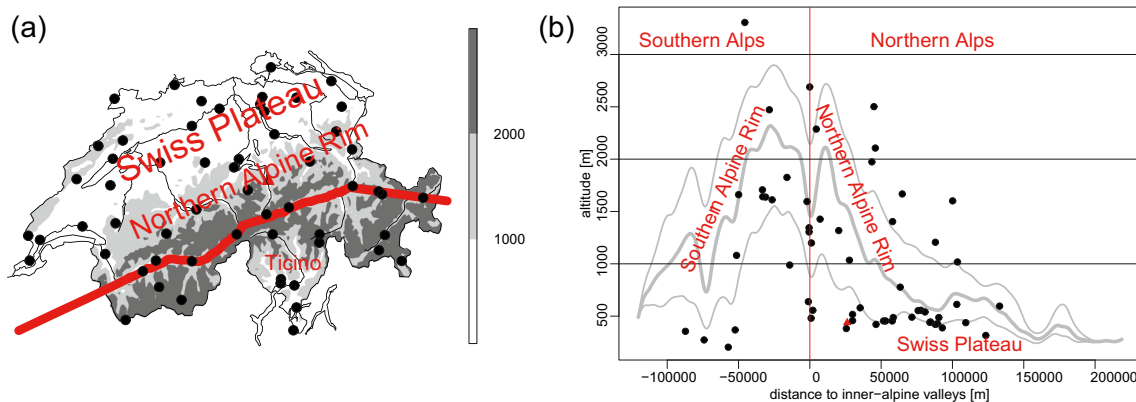 (a)
Swiss Plateau
Northern Alpine Rim
Ticino
2000
1000
(b)
Southern Alps
Northern Alps
Southern Alpine Rim
Northern Alpine Rim
Swiss Plateau
altitude [m]
3000
2500
2000
1500
1000
500
−100000 −50000 0 50000 100000 150000 200000
distance to inner−alpine valleys [m]